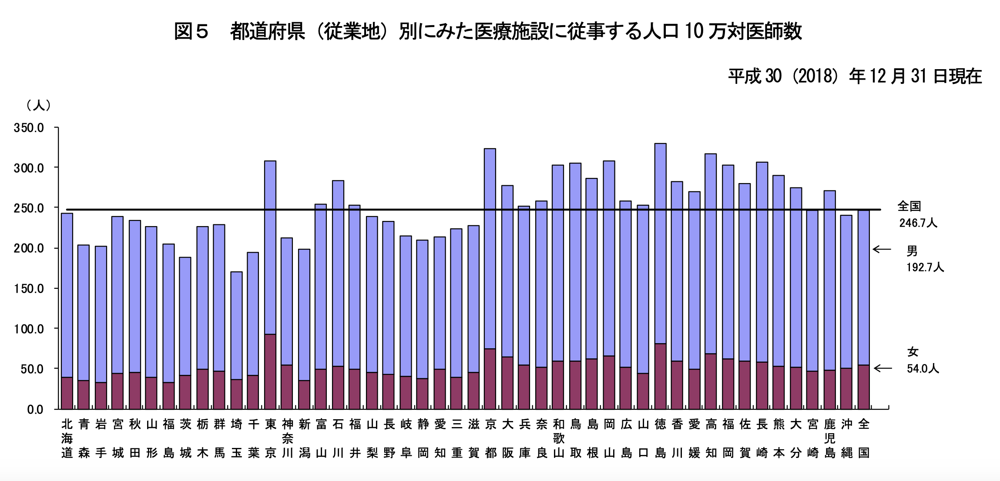 図５　都道府県（従業地）別にみた医療施設に従事する人口 10 万対医師数
平成 30（2018）年 12 月 31 日現在
（人）
350.0
300.0
250.0
200.0
150.0
100.0
50.0
0.0
全国
246.7人
男
192.7人
女
54.0人
北海道
青森
岩手
宮城
秋田
山形
福島
茨城
栃木
群馬
埼玉
千葉
東京
神奈川
新潟
富山
石川
福井
山梨
長野
岐阜
静岡
愛知
三重
滋賀
京都
大阪
兵庫
奈良
和歌山
鳥取
島根
岡山
広島
山口
徳島
香川
愛媛
高知
福岡
佐賀
長崎
熊本
大分
宮崎
鹿児島
沖縄
全国